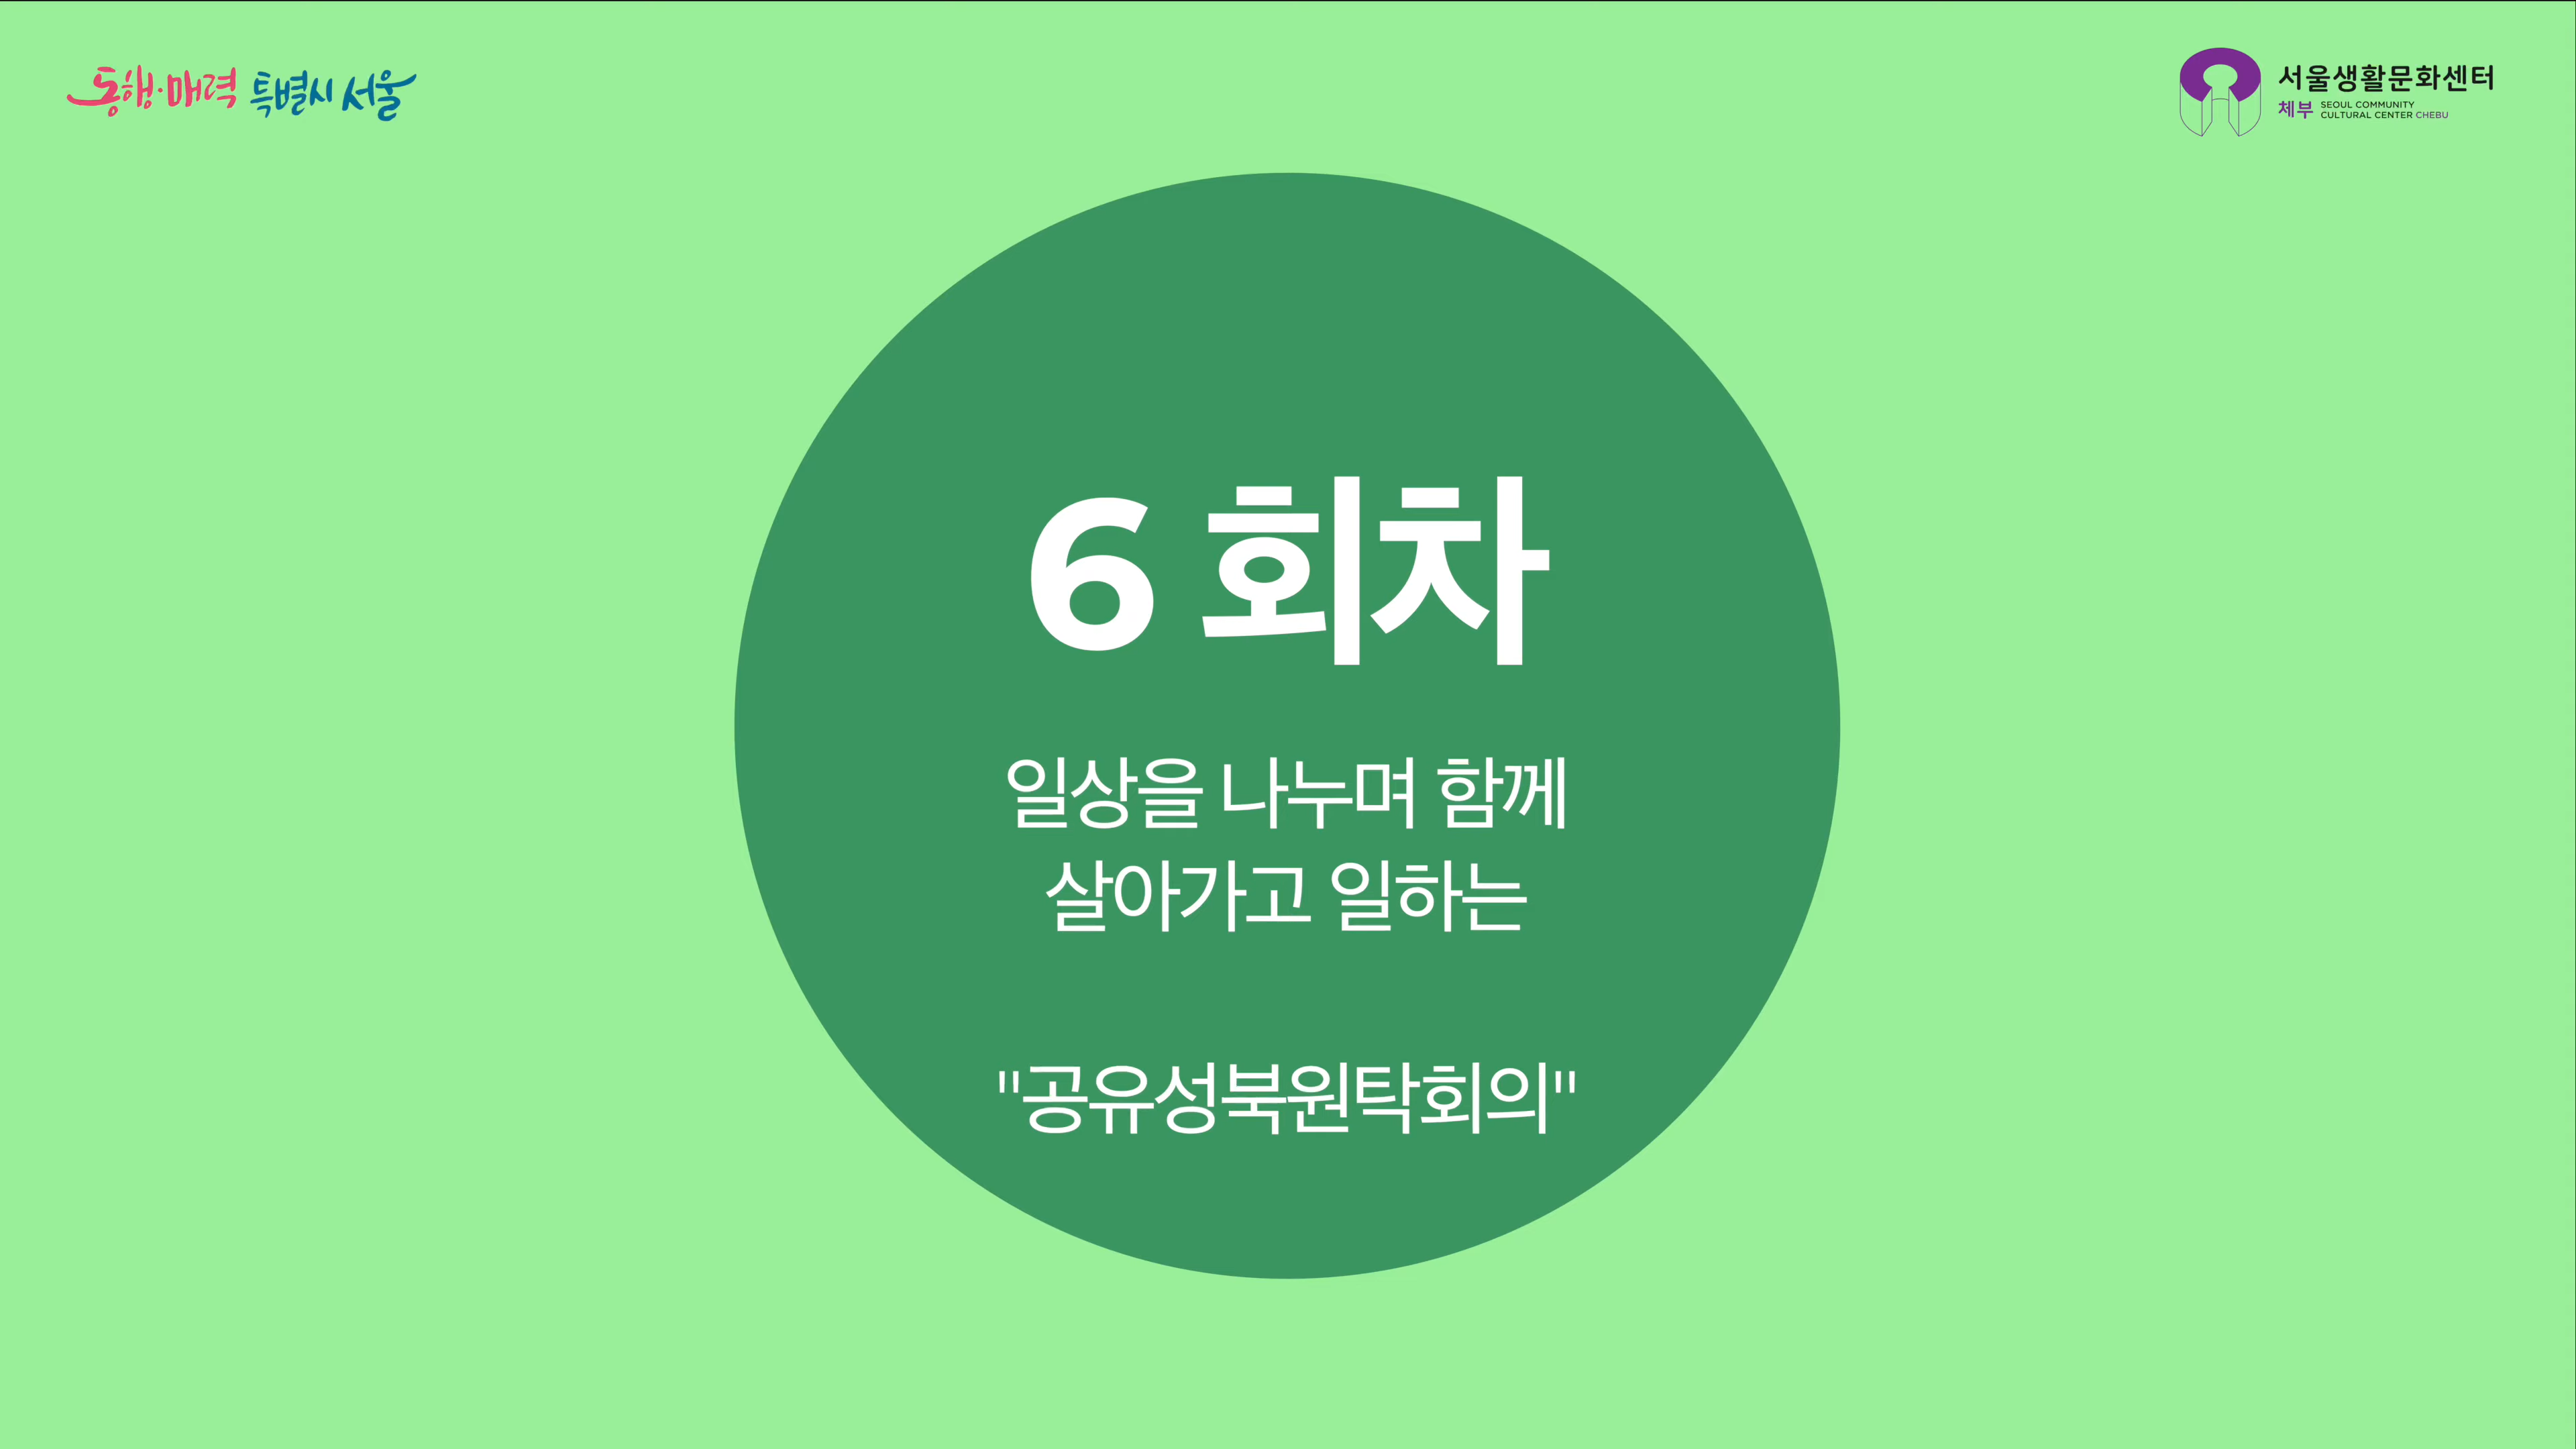 동행·매력 특별시 서울
서울생활문화센터
체부 SEOUL COMMUNITY
CULTURAL CENTER CHEBU
6 회차
일상을 나누며 함께
살아가고 일하는
"공유성북원탁회의"